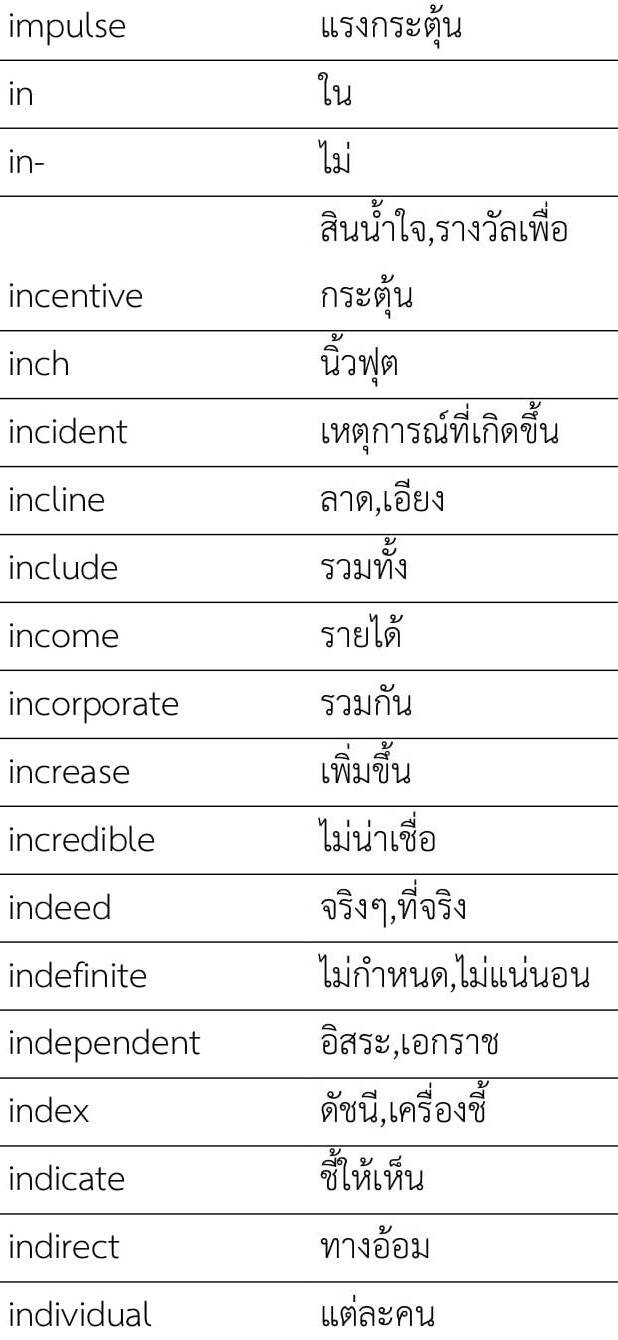 impulse แรงกระตุ้น
in ใน
in- ไม่
สินน้ำใจ,รางวัลเพื่อ
incentive กระตุ้น
inch นิ้วฟุต
incident เหตุการณ์ที่เกิดขึ้น
incline ลาด,เอียง
include รวมทั้ง
income รายได้
incorporate รวมกัน
increase เพิ่มขึ้น
incredible ไม่น่าเชื่อ
indeed จริงๆ,ที่จริง
indefinite ไม่กำหนด,ไม่แน่นอน
independent อิสระ,เอกราช
index ดัชนี,เครื่องชี้
indicate ชี้ให้เห็น
indirect ทางอ้อม
individual แต่ละคน